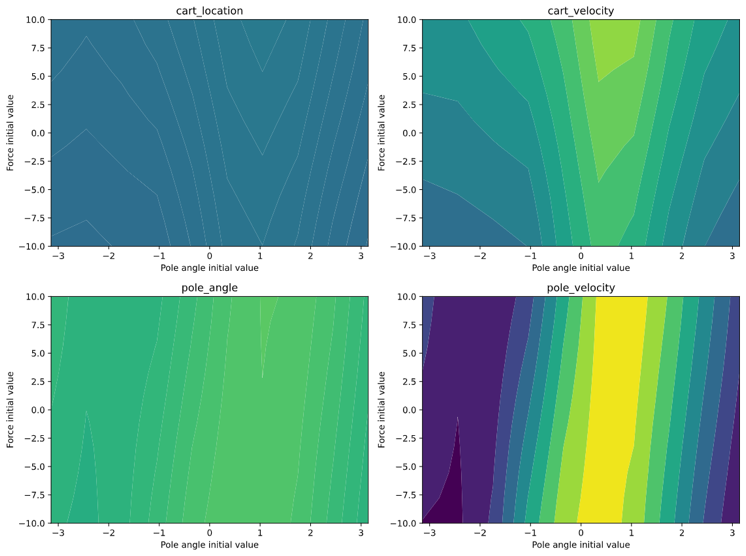 cart_location
cart_velocity
10.0
7.5
5.0
2.5
0.0
−2.5
−5.0
−7.5
−10.0
Force initial value
−3 −2 −1 0 1 2 3
Pole angle initial value
10.0
7.5
5.0
2.5
0.0
−2.5
−5.0
−7.5
−10.0
Force initial value
−3 −2 −1 0 1 2 3
Pole angle initial value
pole_angle
pole_velocity
10.0
7.5
5.0
2.5
0.0
−2.5
−5.0
−7.5
−10.0
Force initial value
−3 −2 −1 0 1 2 3
Pole angle initial value
10.0
7.5
5.0
2.5
0.0
−2.5
−5.0
−7.5
−10.0
Force initial value
−3 −2 −1 0 1 2 3
Pole angle initial value